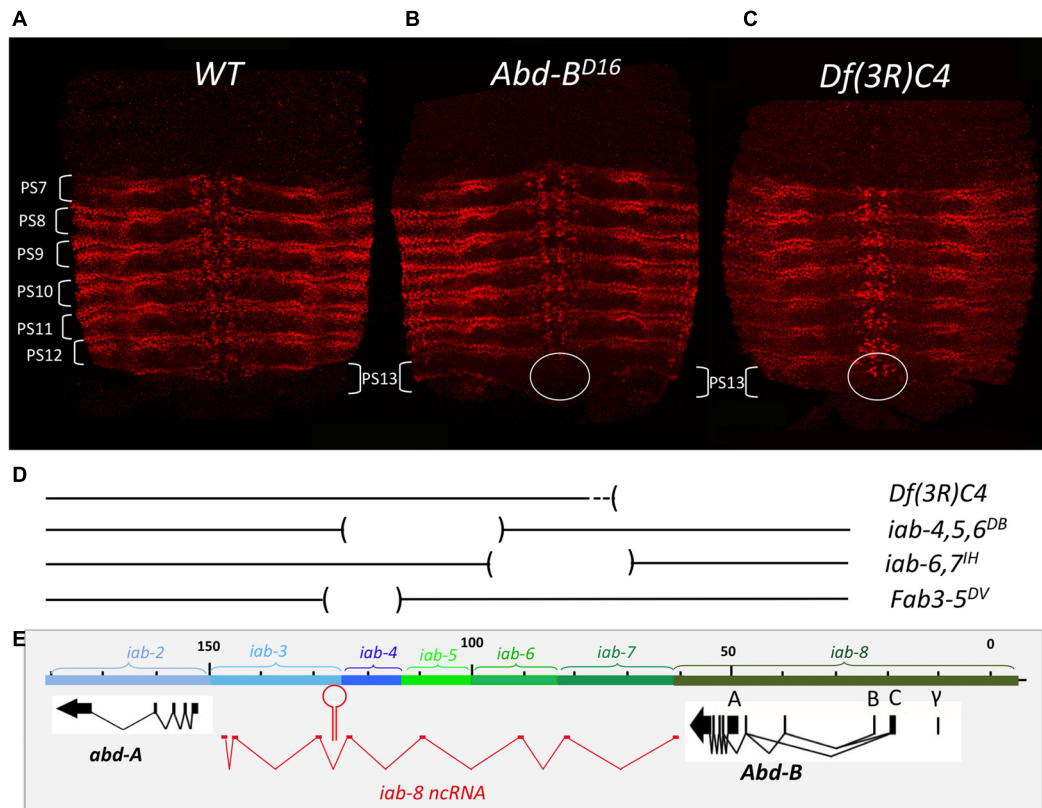 A
B
C
WT
Abd-B^D16
Df(3R)C4
PS7
PS8
PS9
PS10
PS11
PS12
PS13
PS13
D
Df(3R)C4
iab-4,5,6^DB
iab-6,7^IH
Fab3-5^DV
E
iab-2 150 iab-3 iab-4 iab-5 100 iab-6 iab-7 50 iab-8 0
A B C γ
abd-A
Abd-B
iab-8 ncRNA